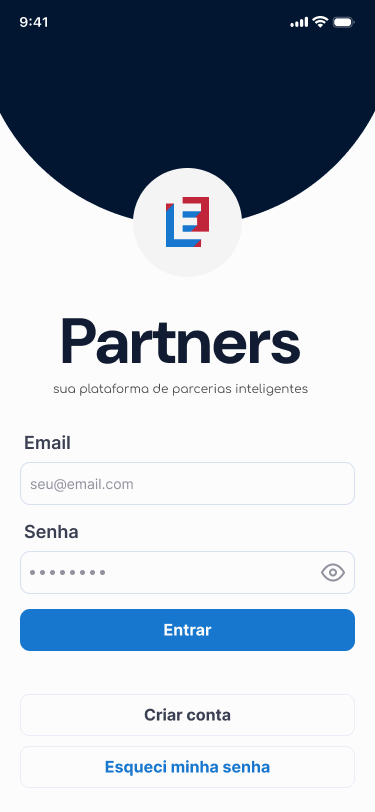 9:41
Partners
sua plataforma de parcerias inteligentes
Email
seu@email.com
Senha
Entrar
Criar conta
Esqueci minha senha